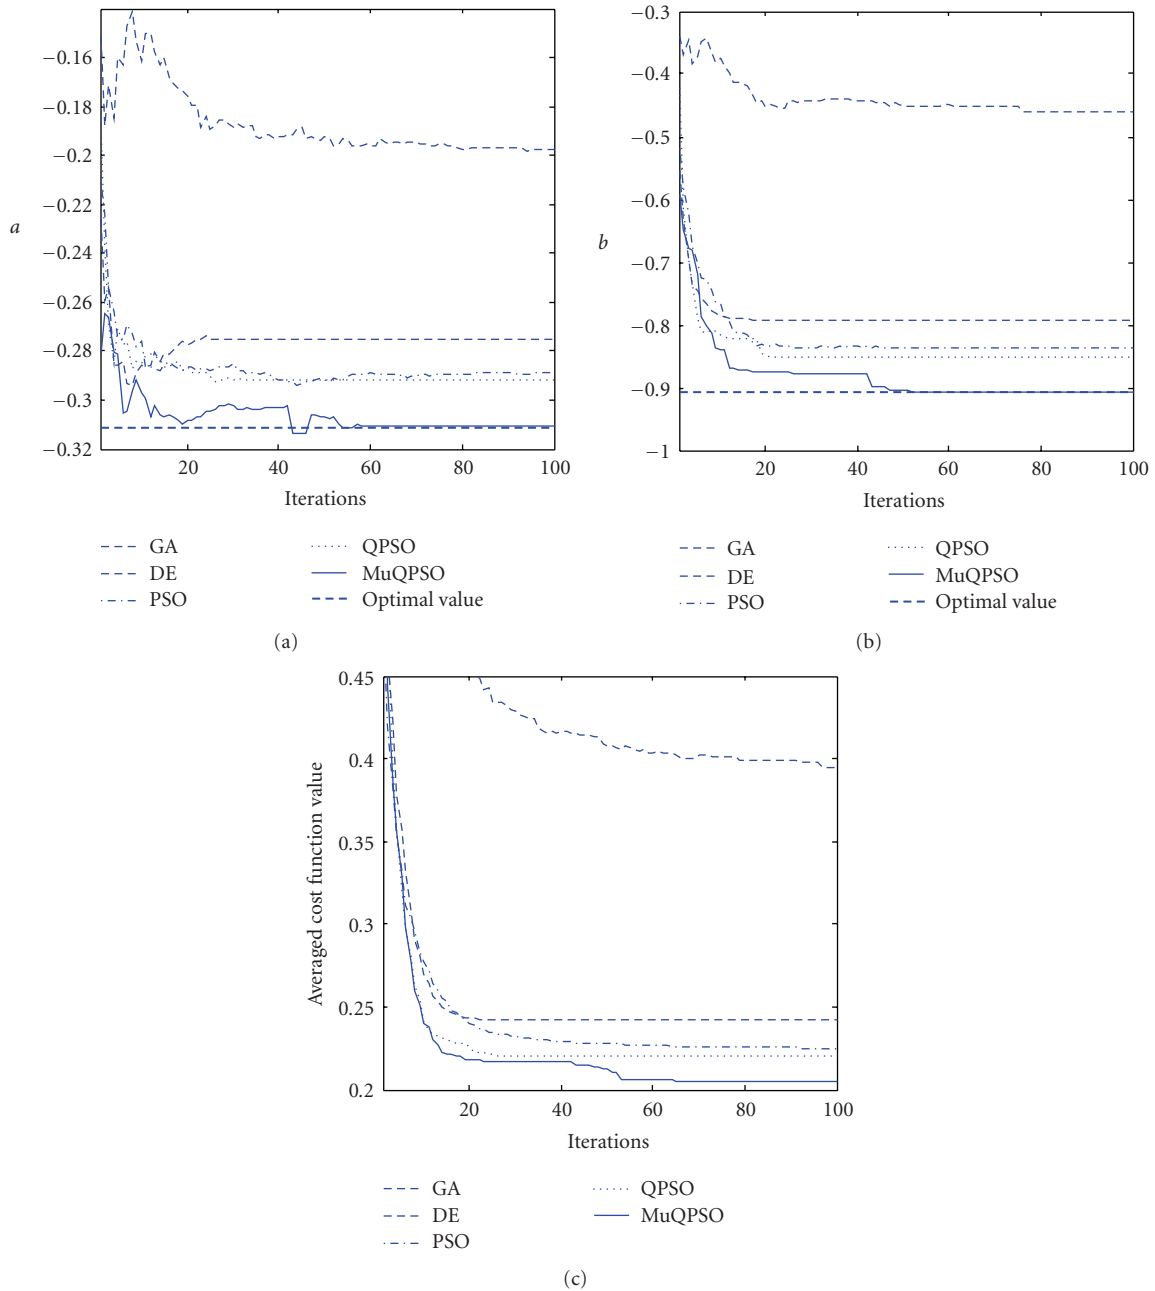 a
−0.16
−0.18
−0.2
−0.22
−0.24
−0.26
−0.28
−0.3
−0.32
20 40 60 80 100
Iterations
GA
DE
PSO
QPSO
MuQPSO
Optimal value
(a)
b
−0.3
−0.4
−0.5
−0.6
−0.7
−0.8
−0.9
−1
20 40 60 80 100
Iterations
GA
DE
PSO
QPSO
MuQPSO
Optimal value
(b)
Averaged cost function value
0.45
0.4
0.35
0.3
0.25
0.2
20 40 60 80 100
Iterations
GA
DE
PSO
QPSO
MuQPSO
(c)